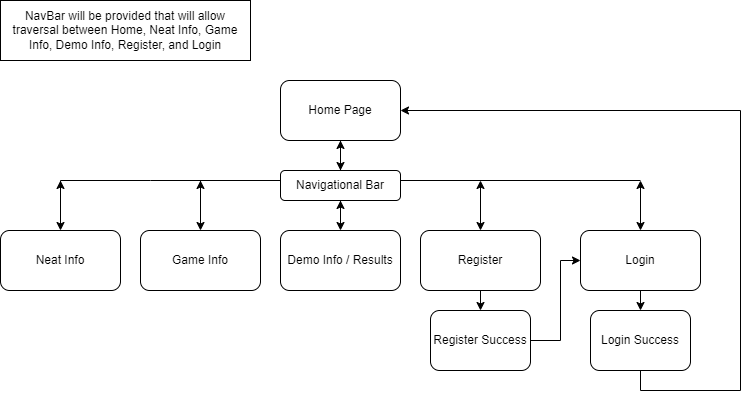 NavBar will be provided that will allow
traversal between Home, Neat Info, Game
Info, Demo Info, Register, and Login
Home Page
Navigational Bar
Neat Info
Game Info
Demo Info / Results
Register
Login
Register Success
Login Success